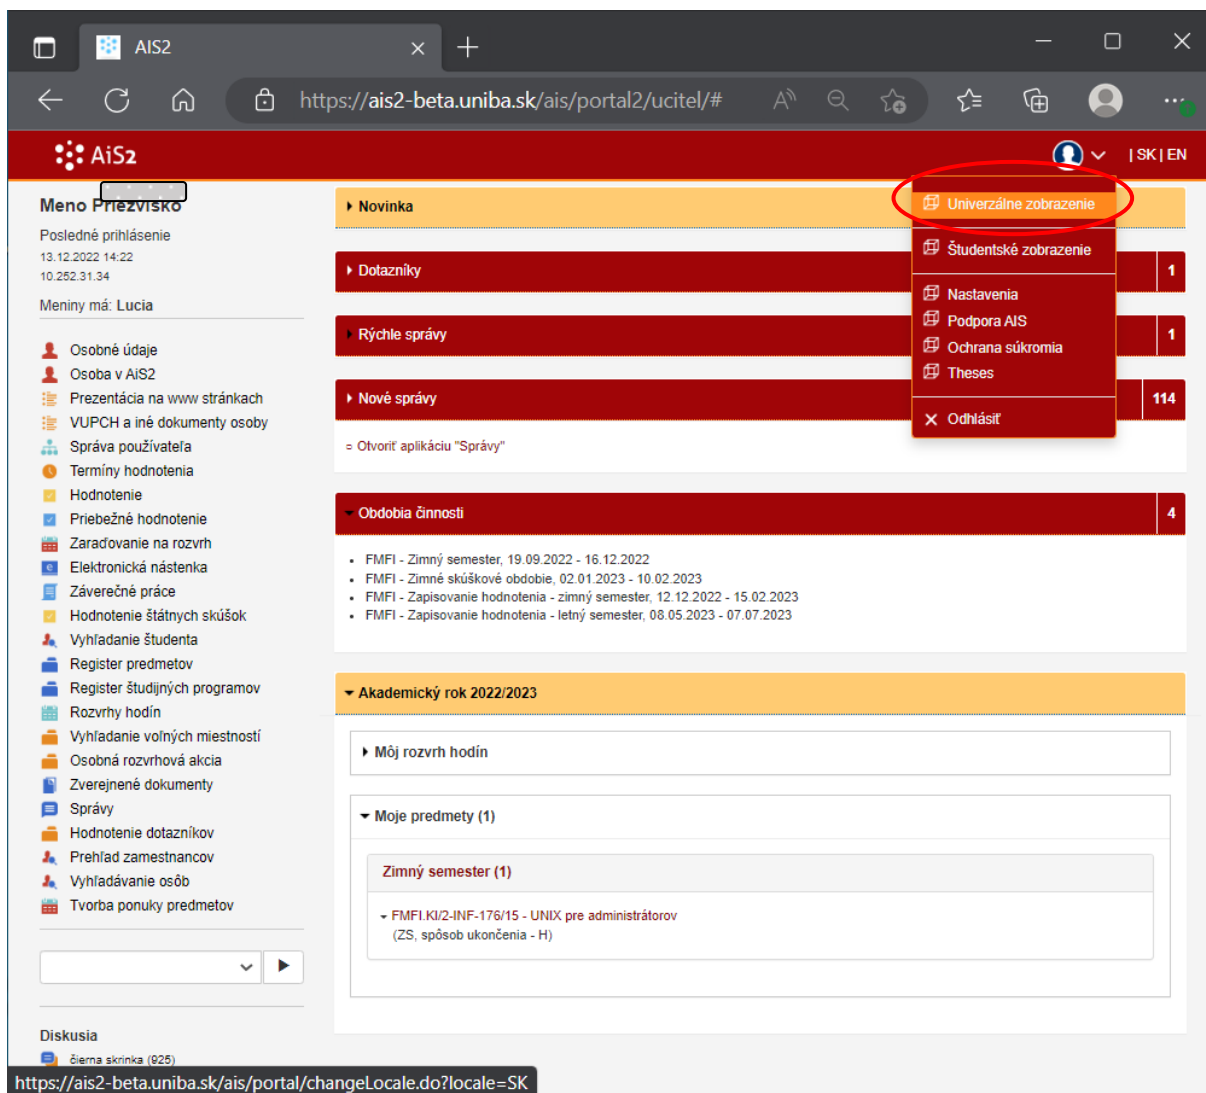 AIS2
https://ais2-beta.uniba.sk/ais/portal2/ucitel/#
AiS2
| SK | EN
Meno Priezvisko
Posledné prihlásenie
13.12.2022 14:22
10.252.31.34
Meniny má: Lucia
Osobné údaje
Osoba v AiS2
Prezentácia na www stránkach
VUPCH a iné dokumenty osoby
Správa používateľa
Termíny hodnotenia
Hodnotenie
Priebežné hodnotenie
Zaraďovanie na rozvrh
Elektronická nástenka
Záverečné práce
Hodnotenie štátnych skúšok
Vyhľadanie študenta
Register predmetov
Register študijných programov
Rozvrhy hodín
Vyhľadanie voľných miestností
Osobná rozvrhová akcia
Zverejnené dokumenty
Správy
Hodnotenie dotazníkov
Prehľad zamestnancov
Vyhľadávanie osôb
Tvorba ponuky predmetov
Diskusia
čierna skrinka (925)
Novinka
Dotazníky 1
Rýchle správy 1
Nové správy 114
Otvoriť aplikáciu "Správy"
Obdobia činnosti 4
FMFI - Zimný semester, 19.09.2022 - 16.12.2022
FMFI - Zimné skúškové obdobie, 02.01.2023 - 10.02.2023
FMFI - Zapisovanie hodnotenia - zimný semester, 12.12.2022 - 15.02.2023
FMFI - Zapisovanie hodnotenia - letný semester, 08.05.2023 - 07.07.2023
Akademický rok 2022/2023
Môj rozvrh hodín
Moje predmety (1)
Zimný semester (1)
FMFI.KI/2-INF-176/15 - UNIX pre administrátorov
(ZS, spôsob ukončenia - H)
Univerzálne zobrazenie
Študentské zobrazenie
Nastavenia
Podpora AIS
Ochrana súkromia
Theses
Odhlásiť
https://ais2-beta.uniba.sk/ais/portal/changeLocale.do?locale=SK